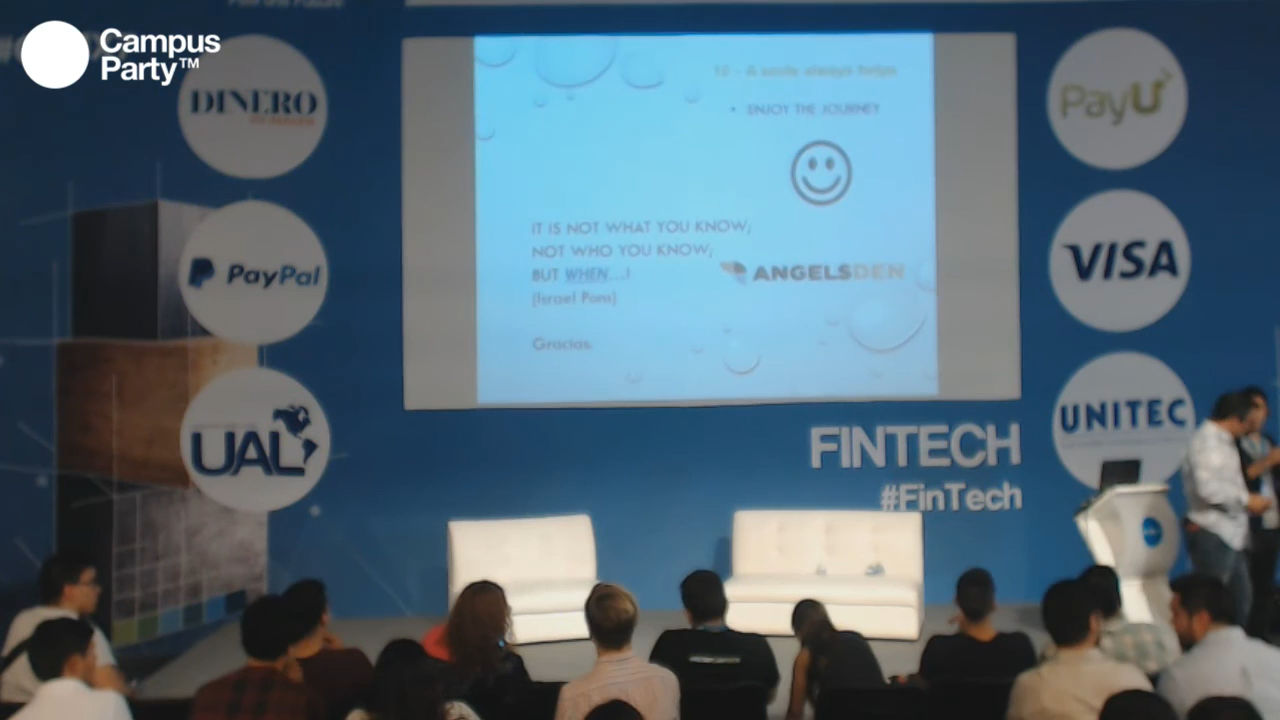 Campus
Party™
DINERO
PayPal
UAL
12 - A smile always helps
• ENJOY THE JOURNEY
IT IS NOT WHAT YOU KNOW,
NOT WHO YOU KNOW,
BUT WHEN...!
(Israel Pons)
ANGELSDEN
Gracias.
PayU
VISA
UNITEC
FINTECH
#FinTech